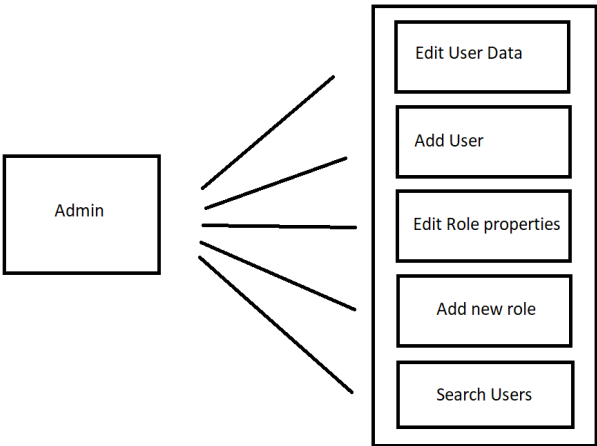 Admin
Edit User Data
Add User
Edit Role properties
Add new role
Search Users